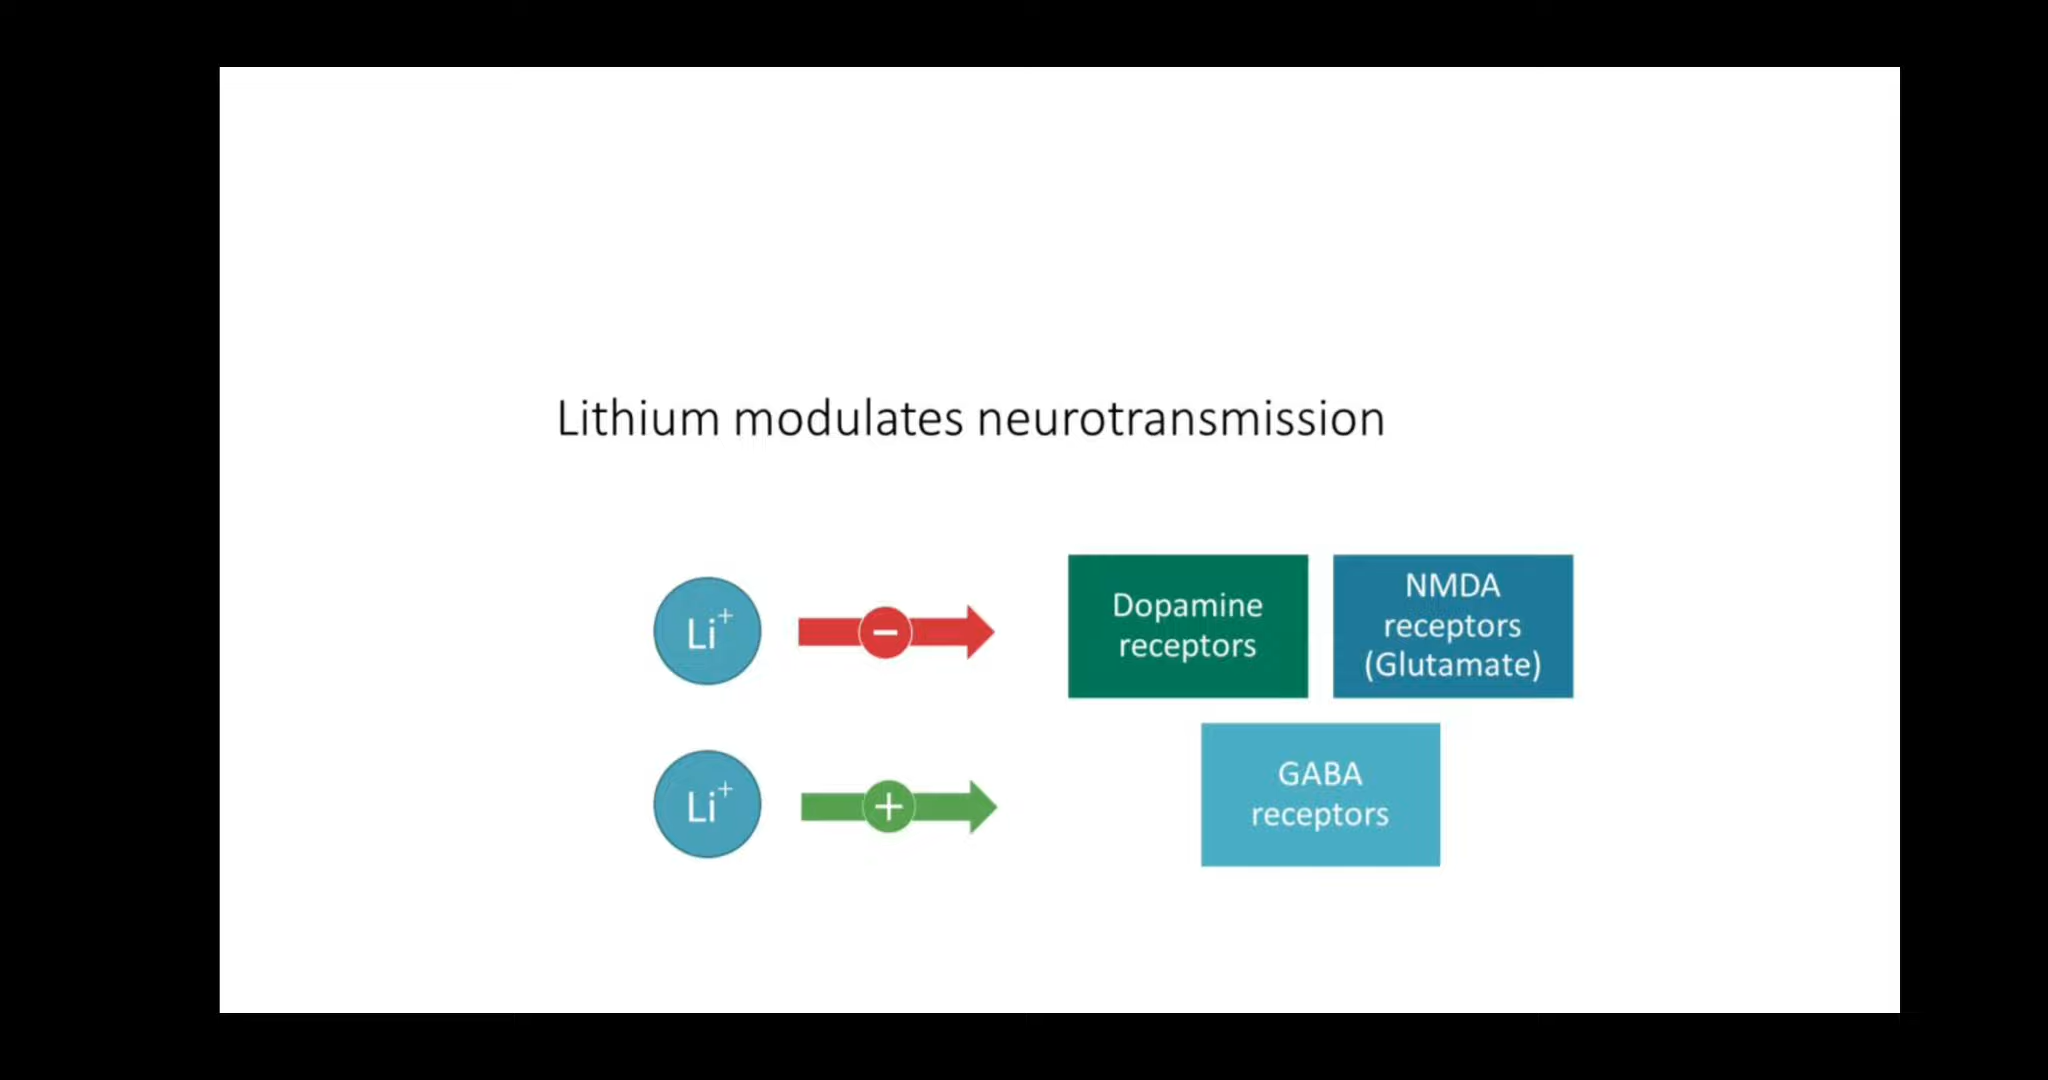 Lithium modulates neurotransmission
Li⁺
−
Dopamine
receptors
NMDA
receptors
(Glutamate)
Li⁺
+
GABA
receptors